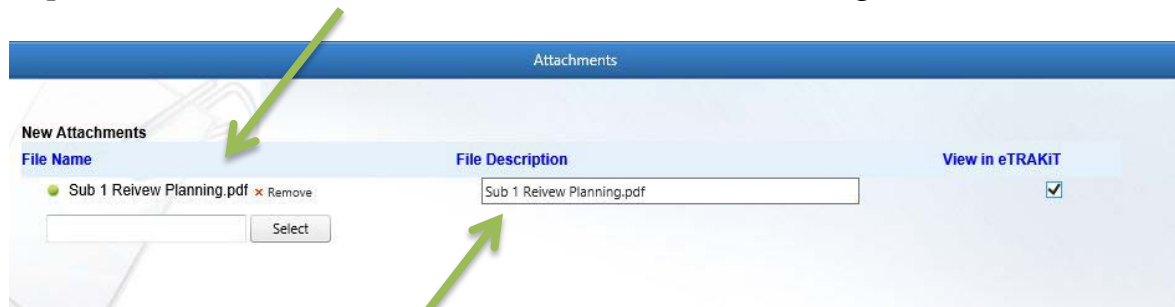 Attachments
New Attachments
File Name File Description View in eTRAKiT
Sub 1 Reivew Planning.pdf × Remove Sub 1 Reivew Planning.pdf
Select